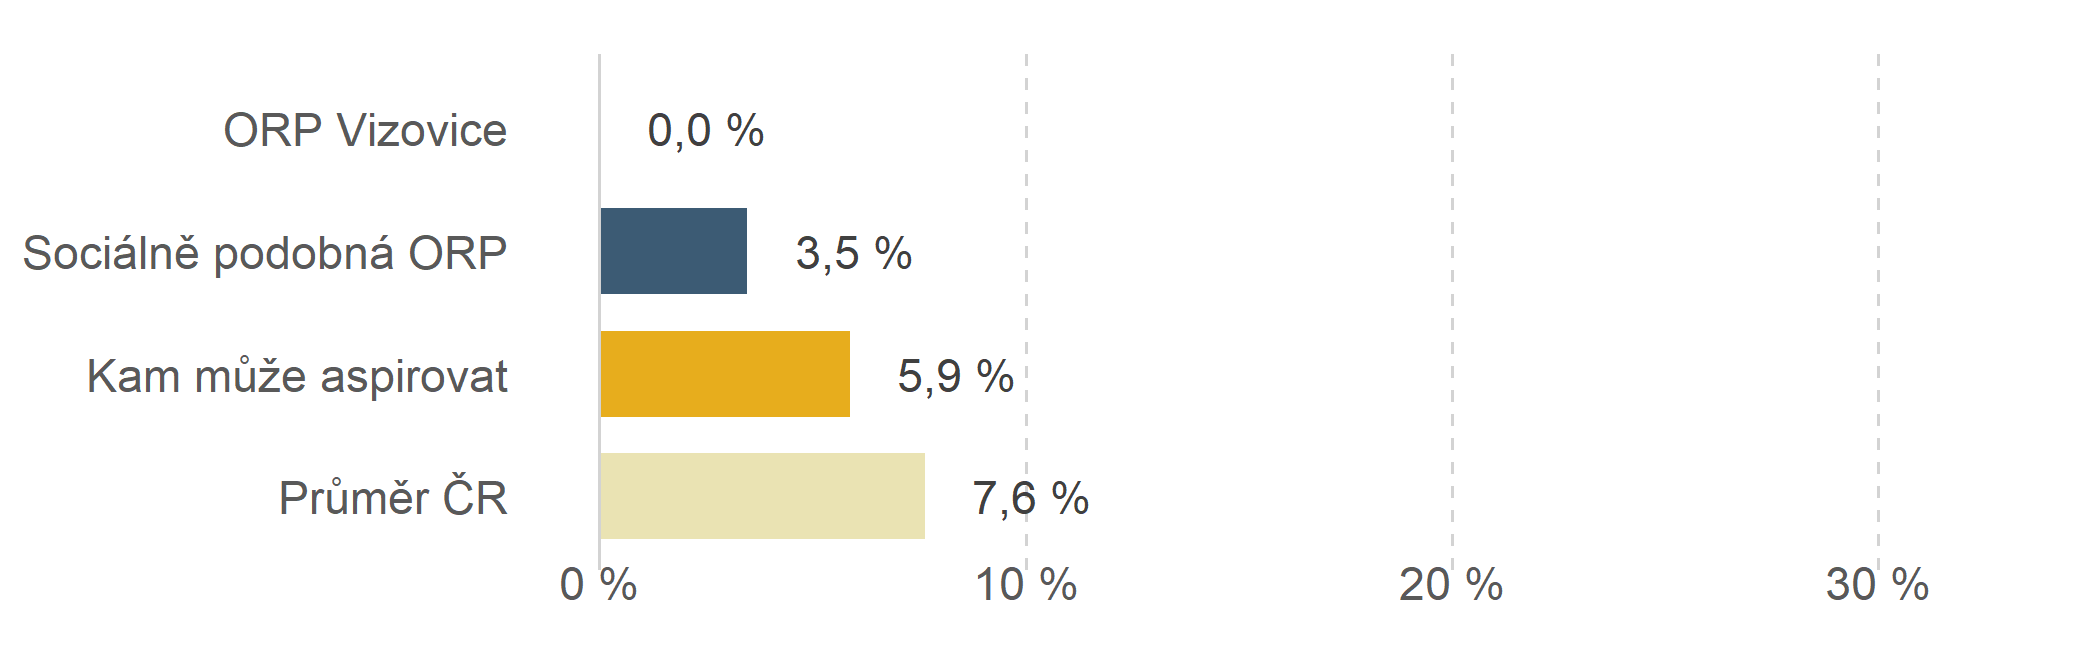 ORP Vizovice 0,0 %
Sociálně podobná ORP 3,5 %
Kam může aspirovat 5,9 %
Průměr ČR 7,6 %
0 % 10 % 20 % 30 %